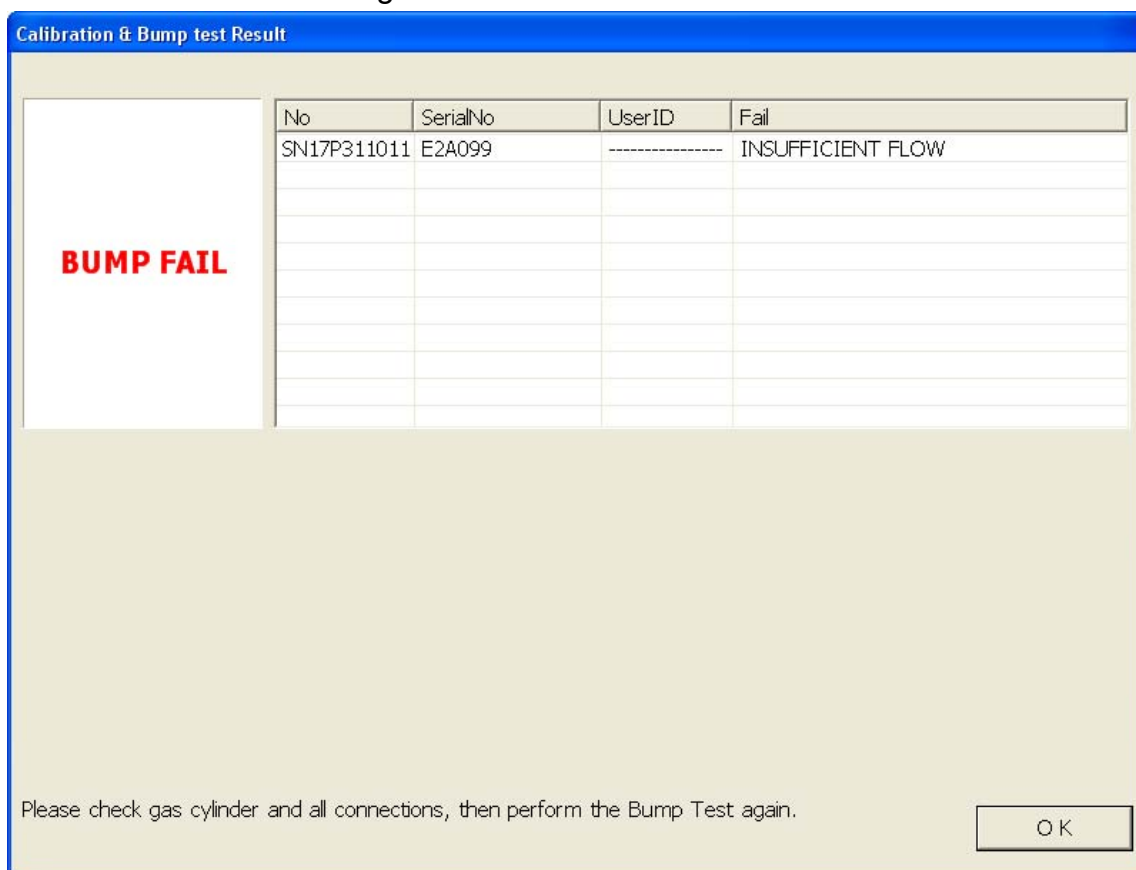 Calibration & Bump test Result
No SerialNo UserID Fail
SN17P311011 E2A099 ---------------- INSUFFICIENT FLOW
BUMP FAIL
Please check gas cylinder and all connections, then perform the Bump Test again.
OK